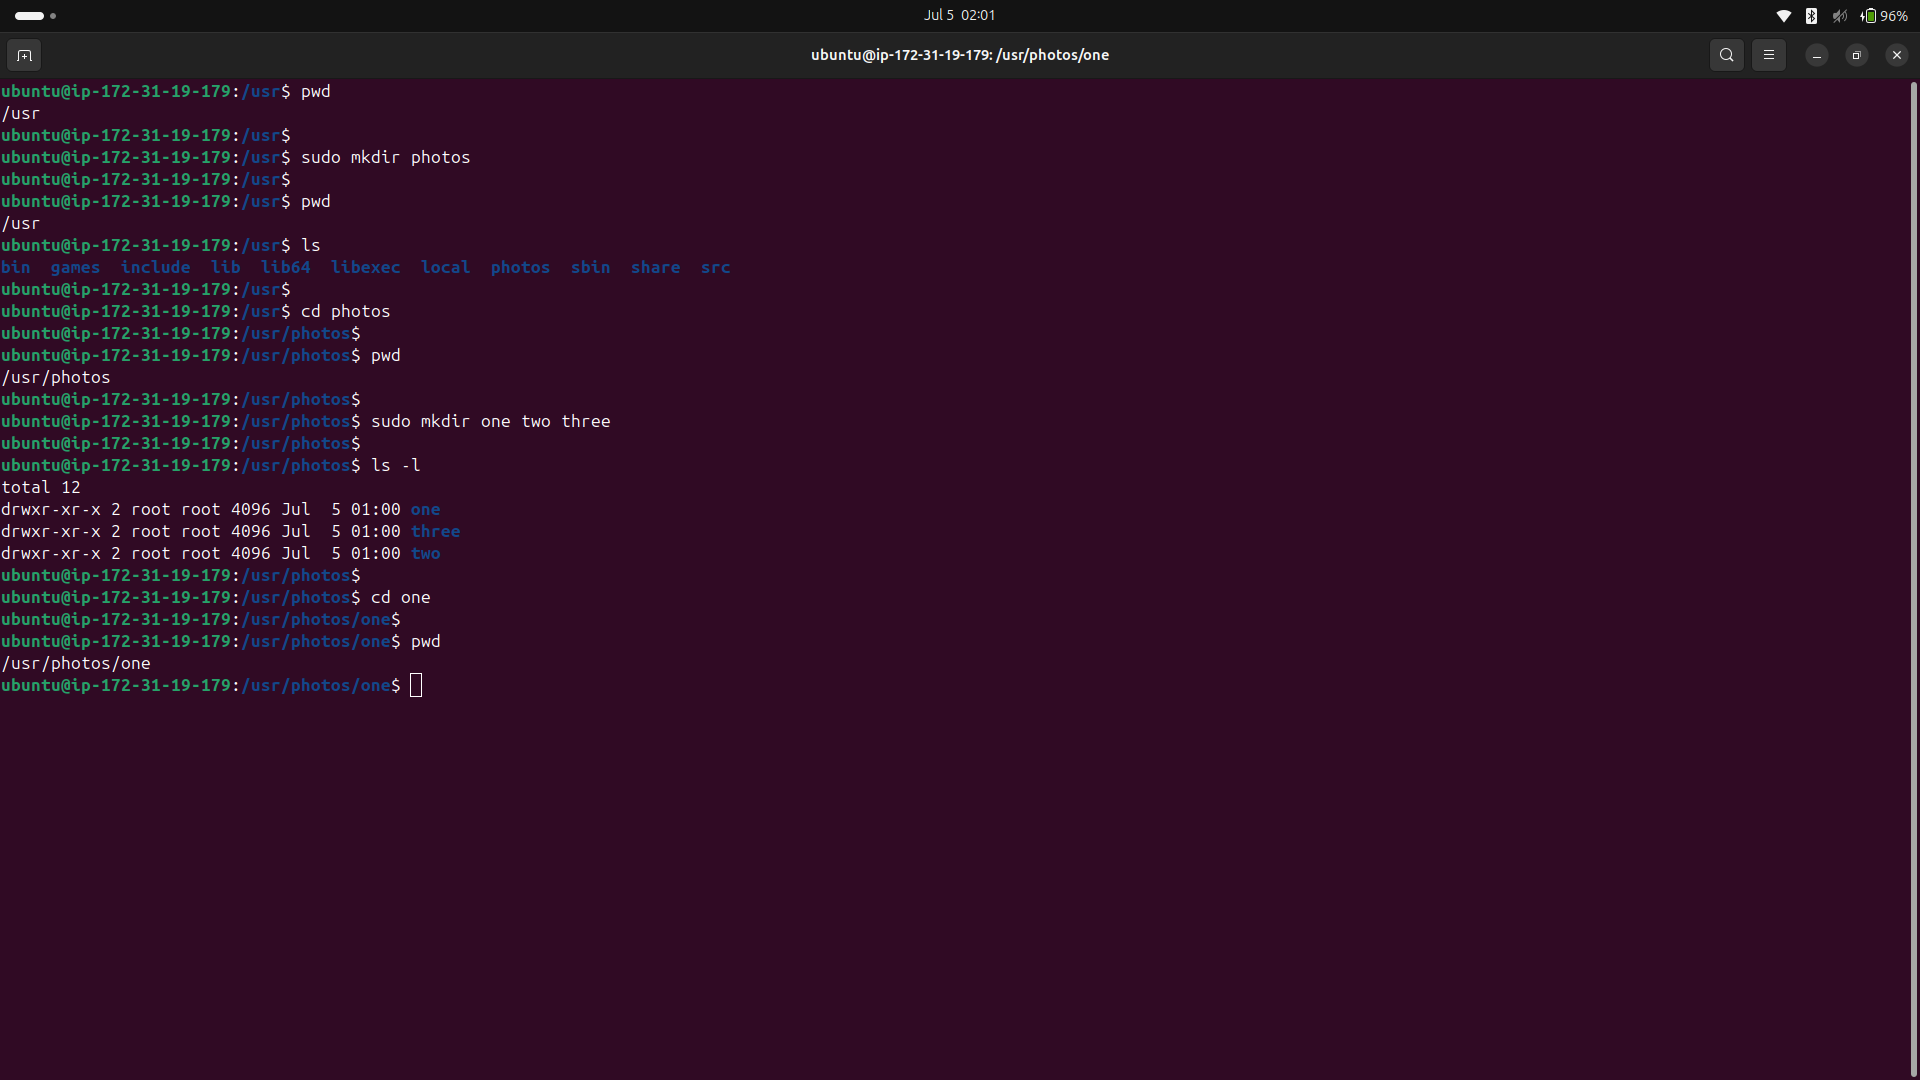 Jul 5 02:01
96%
ubuntu@ip-172-31-19-179: /usr/photos/one
ubuntu@ip-172-31-19-179:/usr$ pwd
/usr
ubuntu@ip-172-31-19-179:/usr$
ubuntu@ip-172-31-19-179:/usr$ sudo mkdir photos
ubuntu@ip-172-31-19-179:/usr$
ubuntu@ip-172-31-19-179:/usr$ pwd
/usr
ubuntu@ip-172-31-19-179:/usr$ ls
bin  games  include  lib  lib64  libexec  local  photos  sbin  share  src
ubuntu@ip-172-31-19-179:/usr$
ubuntu@ip-172-31-19-179:/usr$ cd photos
ubuntu@ip-172-31-19-179:/usr/photos$
ubuntu@ip-172-31-19-179:/usr/photos$ pwd
/usr/photos
ubuntu@ip-172-31-19-179:/usr/photos$
ubuntu@ip-172-31-19-179:/usr/photos$ sudo mkdir one two three
ubuntu@ip-172-31-19-179:/usr/photos$
ubuntu@ip-172-31-19-179:/usr/photos$ ls -l
total 12
drwxr-xr-x 2 root root 4096 Jul  5 01:00 one
drwxr-xr-x 2 root root 4096 Jul  5 01:00 three
drwxr-xr-x 2 root root 4096 Jul  5 01:00 two
ubuntu@ip-172-31-19-179:/usr/photos$
ubuntu@ip-172-31-19-179:/usr/photos$ cd one
ubuntu@ip-172-31-19-179:/usr/photos/one$
ubuntu@ip-172-31-19-179:/usr/photos/one$ pwd
/usr/photos/one
ubuntu@ip-172-31-19-179:/usr/photos/one$